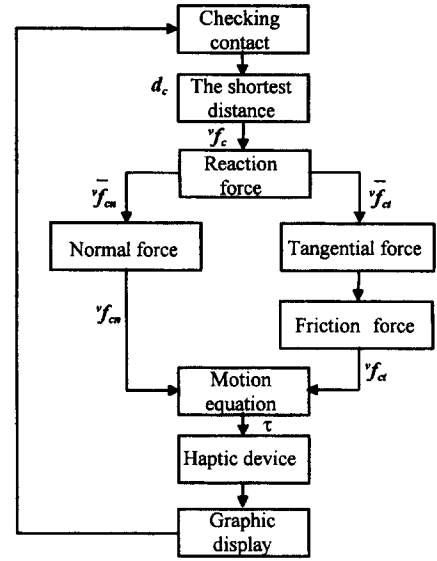 Checking
contact
d_c
The shortest
distance
^v f_c
Reaction
force
^v f̅_cn
^v f̅_ct
Normal force
Tangential force
^v f_cn
Friction force
^v f_ct
Motion
equation
τ
Haptic device
Graphic
display